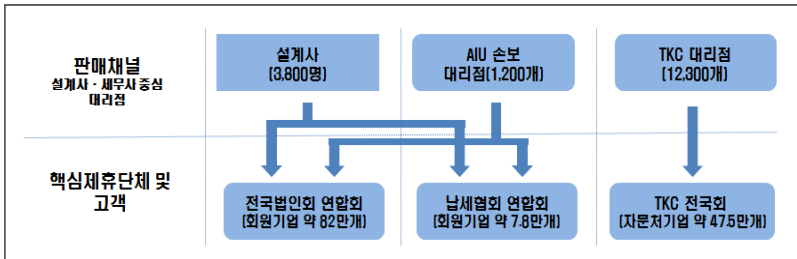 판매채널
설계사 · 세무사 중심
대리점
설계사
(3,800명)
AIU 손보
대리점(1,200개)
TKC 대리점
(12,300개)
핵심제휴단체 및
고객
전국법인회 연합회
(회원기업 약 82만개)
납세협회 연합회
(회원기업 약 7.8만개)
TKC 전국회
(자문처기업 약 47.5만개)